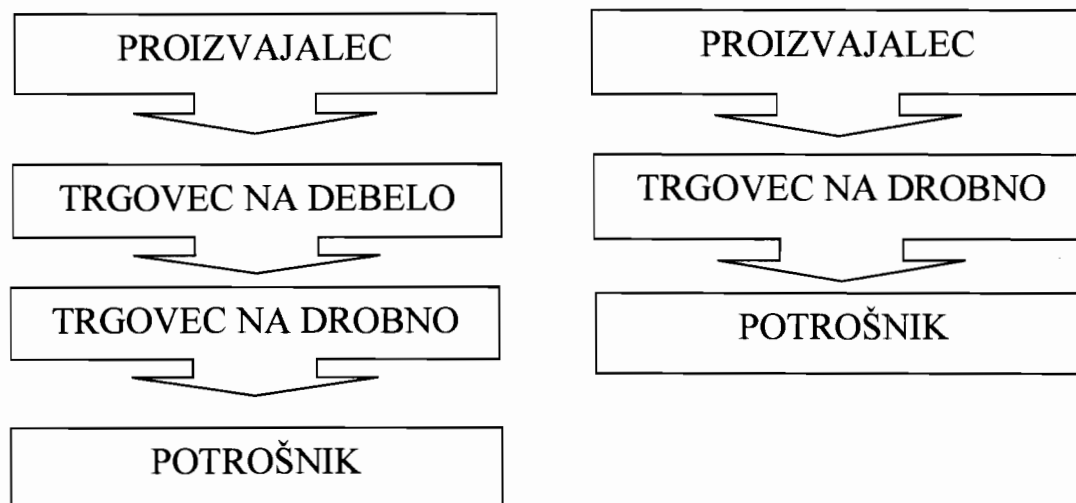 PROIZVAJALEC
TRGOVEC NA DEBELO
TRGOVEC NA DROBNO
POTROŠNIK
PROIZVAJALEC
TRGOVEC NA DROBNO
POTROŠNIK